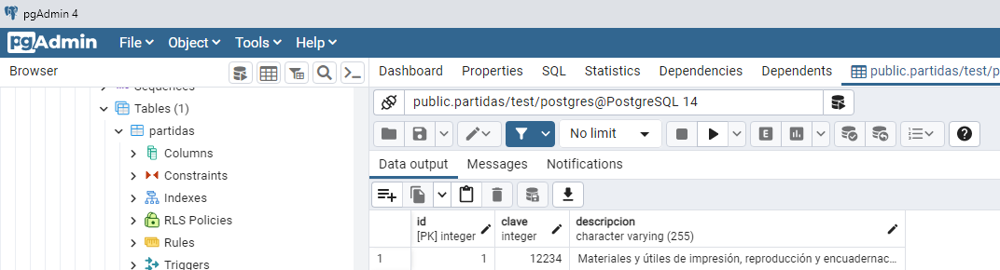 pgAdmin 4
pgAdmin File Object Tools Help
Browser Dashboard Properties SQL Statistics Dependencies Dependents public.partidas/test/p
Sequences
public.partidas/test/postgres@PostgreSQL 14
Tables (1)
partidas No limit E
Columns Data output Messages Notifications
Constraints
Indexes
RLS Policies id clave descripcion
[PK] integer integer character varying (255)
Rules
1 1 12234 Materiales y útiles de impresión, reproducción y encuadernac...
Triggers